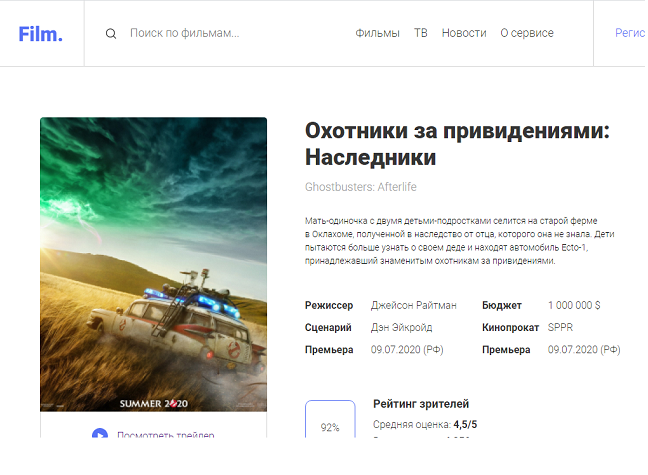 Film.
Поиск по фильмам...
Фильмы ТВ Новости О сервисе
Регис
Охотники за привидениями:
Наследники
Ghostbusters: Afterlife
Мать-одиночка с двумя детьми-подростками селится на старой ферме
в Оклахоме, полученной в наследство от отца, которого она не знала. Дети
пытаются больше узнать о своем деде и находят автомобиль Ecto-1,
принадлежавший знаменитым охотникам за привидениями.
Режиссер Джейсон Райтман Бюджет 1 000 000 $
Сценарий Дэн Эйкройд Кинопрокат SPPR
Премьера 09.07.2020 (РФ) Премьера 09.07.2020 (РФ)
SUMMER 2020
Посмотреть трейлер
92%
Рейтинг зрителей
Средняя оценка: 4,5/5